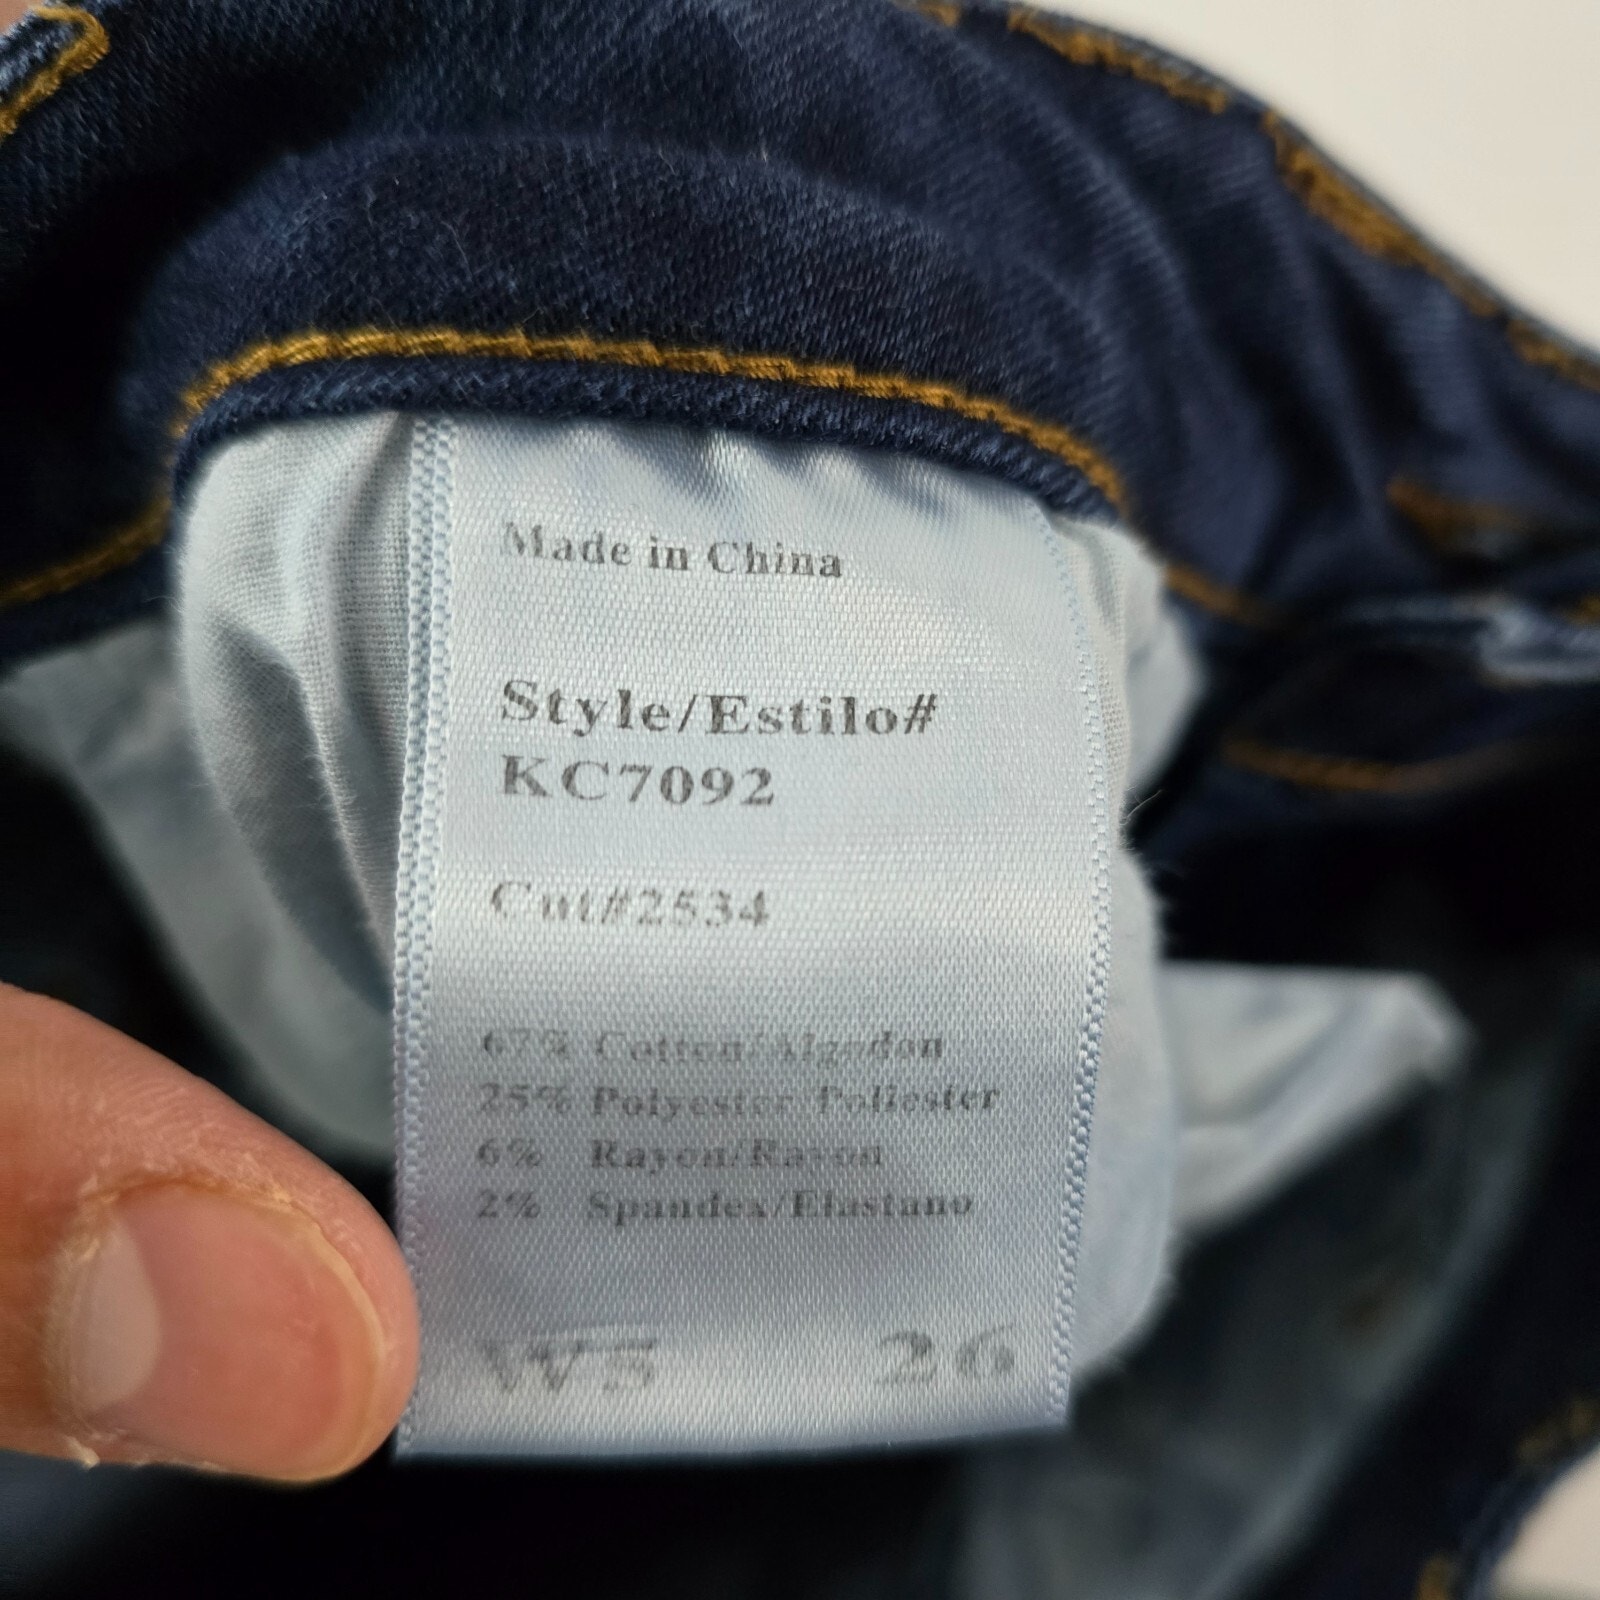 Made in China
Style/Estilo#
KC7092
Cut#2534
67% Cotton/Algodon
25% Polyester/Poliester
6% Rayon/Rayon
2% Spandex/Elastano
W5 26